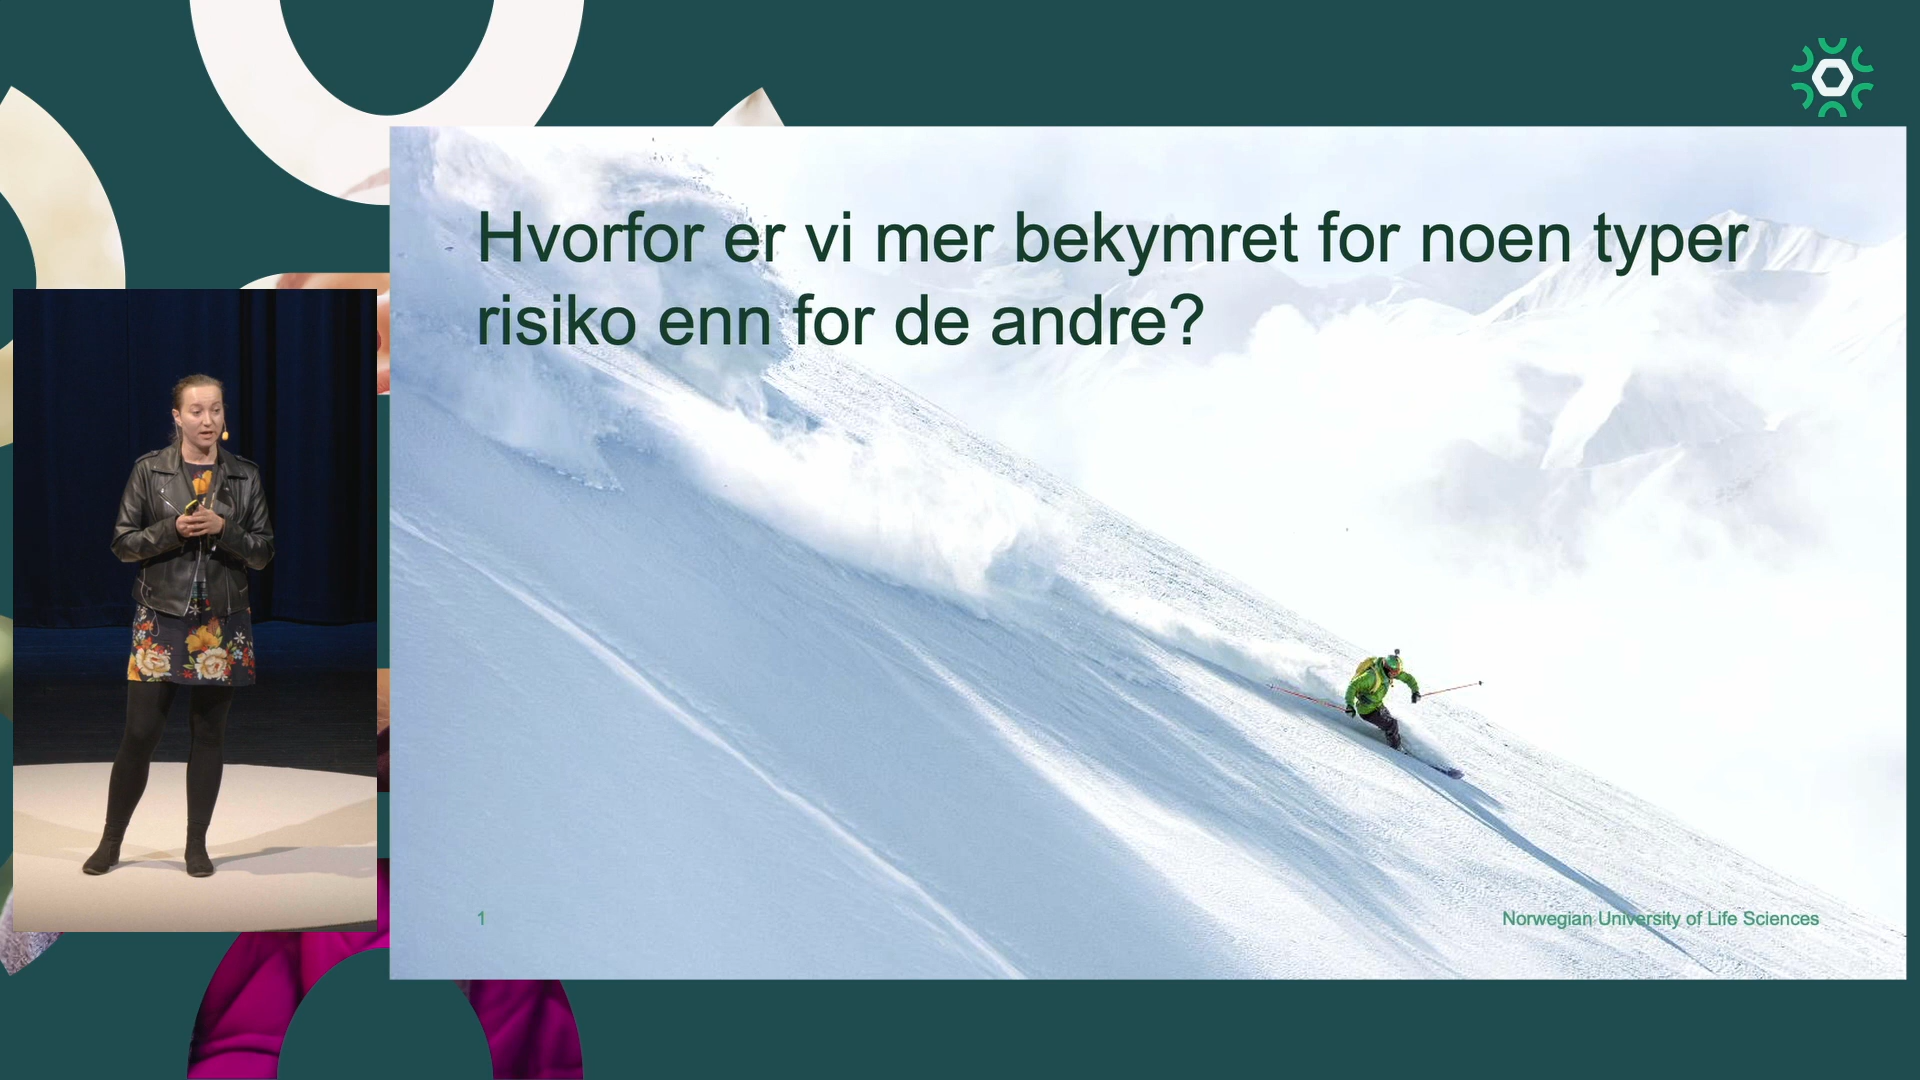 Hvorfor er vi mer bekymret for noen typer
risiko enn for de andre?
1
Norwegian University of Life Sciences